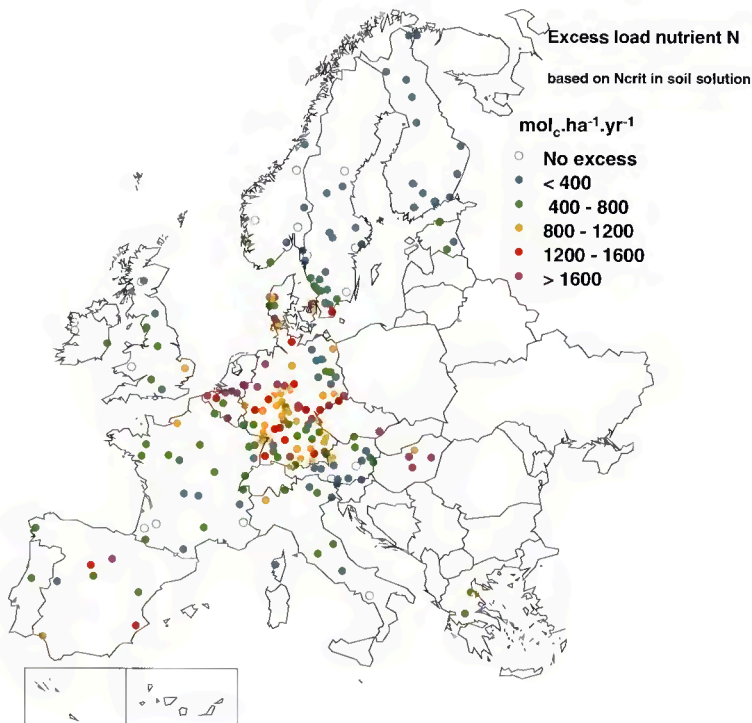 Excess load nutrient N
based on Ncrit in soil solution
mol_c.ha⁻¹.yr⁻¹
No excess
< 400
400 - 800
800 - 1200
1200 - 1600
> 1600